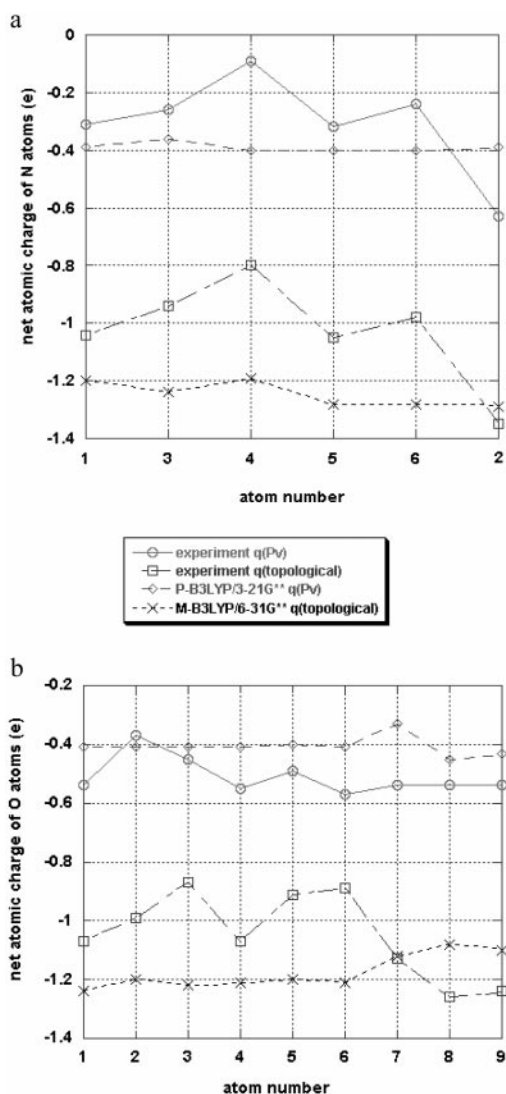 a
0
-0.2
-0.4
-0.6
-0.8
-1
-1.2
-1.4
net atomic charge of N atoms (e)
1 3 4 5 6 2
atom number
experiment q(Pv)
experiment q(topological)
P-B3LYP/3-21G** q(Pv)
M-B3LYP/6-31G** q(topological)
b
-0.2
-0.4
-0.6
-0.8
-1
-1.2
-1.4
net atomic charge of O atoms (e)
1 2 3 4 5 6 7 8 9
atom number